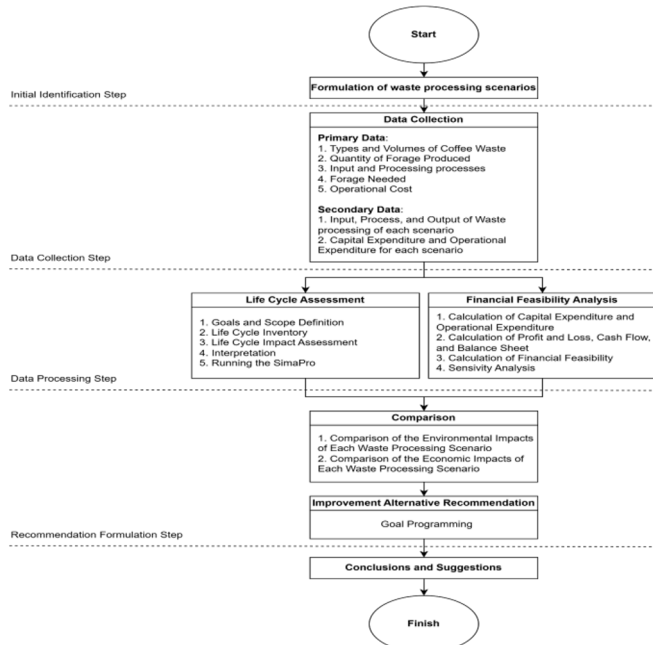 Start
Formulation of waste processing scenarios
Initial Identification Step
Data Collection
Primary Data:
1. Types and Volumes of Coffee Waste
2. Quantity of Forage Produced
3. Input and Processing processes
4. Forage Needed
5. Operational Cost
Secondary Data:
1. Input, Process, and Output of Waste
processing of each scenario
2. Capital Expenditure and Operational
Expenditure for each scenario
Data Collection Step
Life Cycle Assessment
1. Goals and Scope Definition
2. Life Cycle Inventory
3. Life Cycle Impact Assessment
4. Interpretation
5. Running the SimaPro
Financial Feasibility Analysis
1. Calculation of Capital Expenditure and
Operational Expenditure
2. Calculation of Profit and Loss, Cash Flow,
and Balance Sheet
3. Calculation of Financial Feasibility
4. Sensivity Analysis
Data Processing Step
Comparison
1. Comparison of the Environmental Impacts
of Each Waste Processing Scenario
2. Comparison of the Economic Impacts of
Each Waste Processing Scenario
Improvement Alternative Recommendation
Goal Programming
Recommendation Formulation Step
Conclusions and Suggestions
Finish